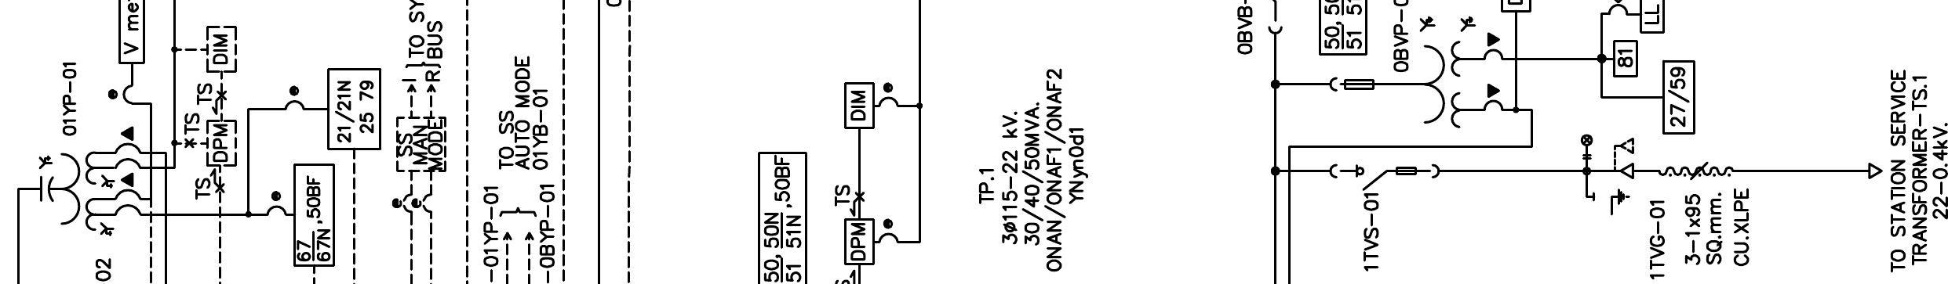 V me
01YP-01
02
DIM
TS
TS
DPM
TS
67
67N ,50BF
21/21N
25 79
I
R
TO SY
BUS
SS
MAN
MODE
TO SS
AUTO MODE
01YB-01
-01YP-01
-0BYP-01
50, 50N
51 51N ,50BF
DIM
TS
DPM
TP.1
3ø115-22 kV.
30/40/50MVA.
ONAN/ONAF1/ONAF2
YNyn0d1
0BVB-
50, 50
51 51
0BVP-0
LL
81
27/59
1TVS-01
1TVG-01
3-1x95
SQ.mm.
CU.XLPE
TO STATION SERVICE
TRANSFORMER-TS.1
22-0.4kV.